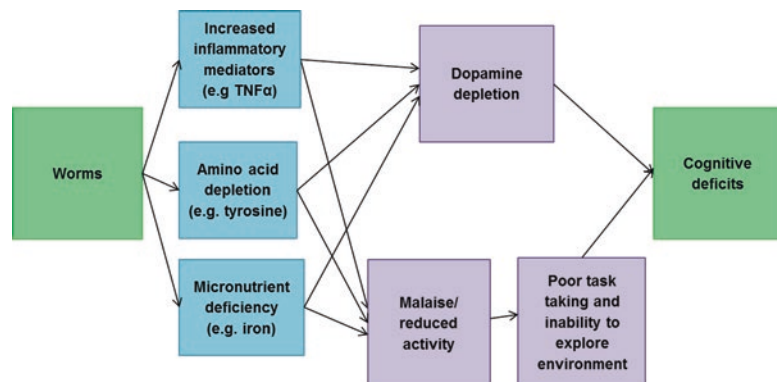 Increased
inflammatory
mediators
(e.g TNFα)
Dopamine
depletion
Worms
Amino acid
depletion
(e.g. tyrosine)
Cognitive
deficits
Micronutrient
deficiency
(e.g. iron)
Malaise/
reduced
activity
Poor task
taking and
inability to
explore
environment